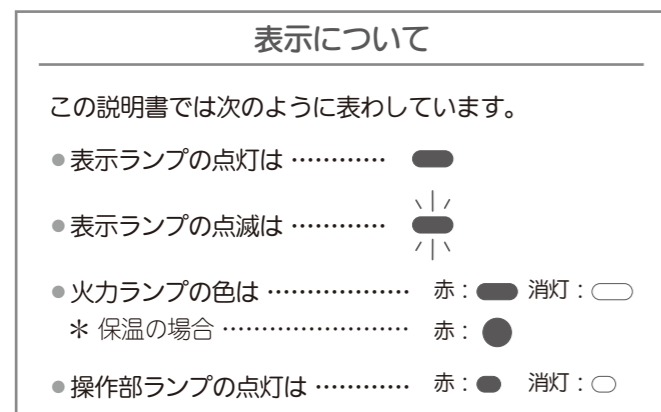 表示について
この説明書では次のように表わしています。
●表示ランプの点灯は …………
●表示ランプの点滅は …………
●火力ランプの色は ……………… 赤： 消灯：
＊ 保温の場合 …………………… 赤：
●操作部ランプの点灯は ………… 赤： 消灯：